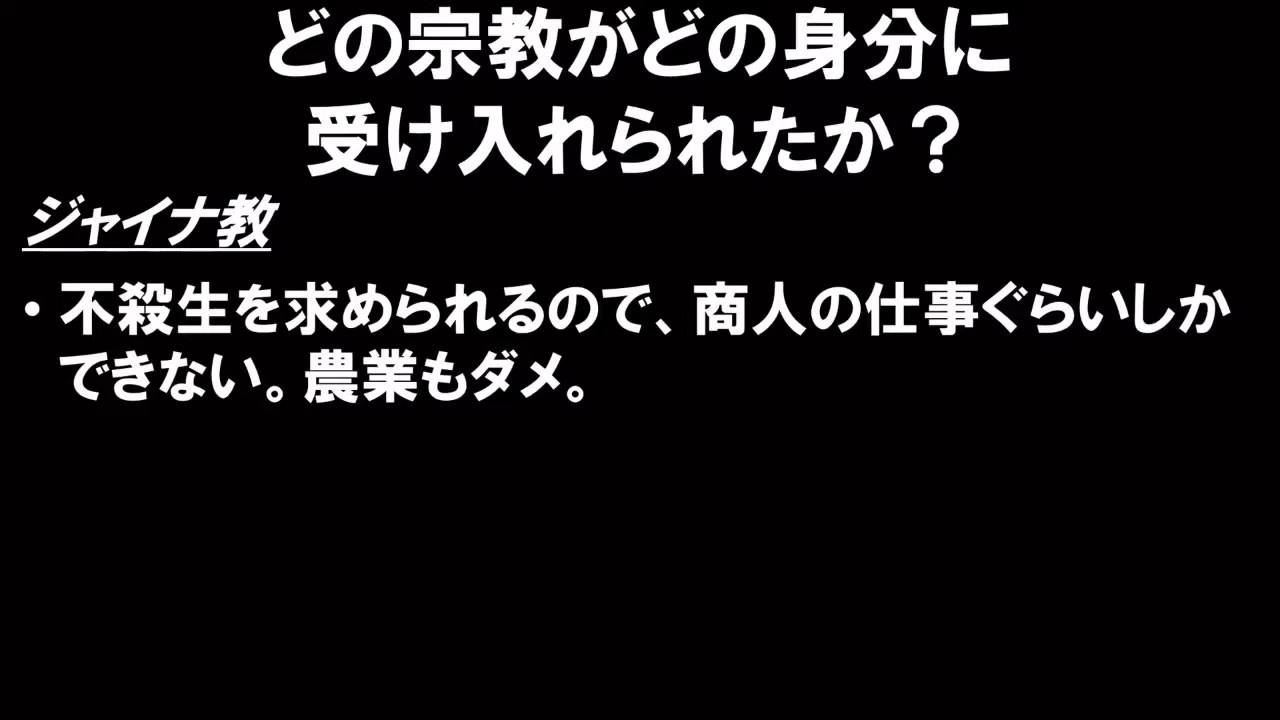 どの宗教がどの身分に
受け入れられたか？
ジャイナ教
・不殺生を求められるので、商人の仕事ぐらいしか
できない。農業もダメ。